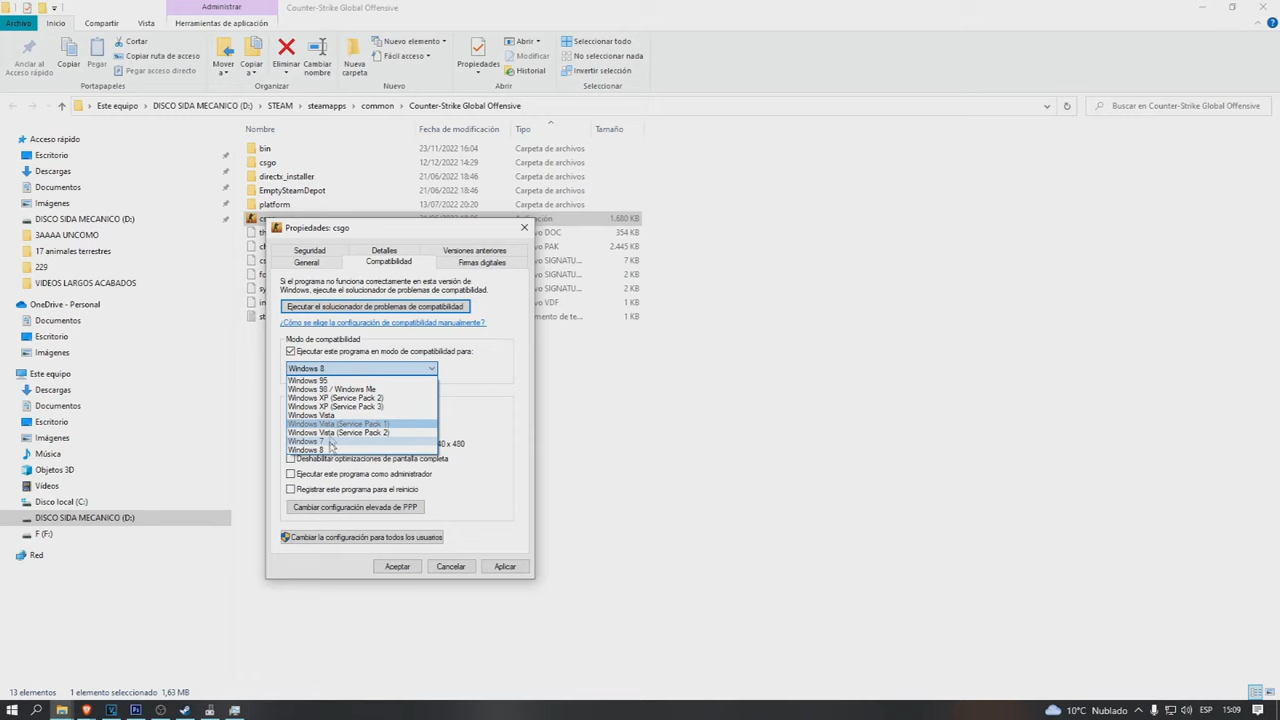 Administrar
Counter-Strike Global Offensive
Archivo
Inicio
Compartir
Vista
Herramientas de aplicación
Anclar al
Acceso rápido
Copiar
Pegar
Cortar
Copiar ruta de acceso
Pegar acceso directo
Portapapeles
Mover
a
Copiar
a
Eliminar
Cambiar
nombre
Organizar
Nueva
carpeta
Nuevo elemento
Fácil acceso
Nuevo
Propiedades
Abrir
Modificar
Historial
Abrir
Seleccionar todo
No seleccionar nada
Invertir selección
Seleccionar
Este equipo
DISCO SIDA MECANICO (D:)
STEAM
steamapps
common
Counter-Strike Global Offensive
Buscar en Counter-Strike Global Offensive
Nombre
Fecha de modificación
Tipo
Tamaño
Acceso rápido
Escritorio
Descargas
Documentos
Imágenes
DISCO SIDA MECANICO (D:)
3AAAA UNCOMO
17 animales terrestres
229
VIDEOS LARGOS ACABADOS
OneDrive - Personal
Documentos
Escritorio
Imágenes
Este equipo
Descargas
Documentos
Escritorio
Imágenes
Música
Objetos 3D
Vídeos
Disco local (C:)
DISCO SIDA MECANICO (D:)
F (F:)
Red
bin 23/11/2022 16:04 Carpeta de archivos
csgo 12/12/2022 14:29 Carpeta de archivos
directx_installer 21/06/2022 18:46 Carpeta de archivos
EmptySteamDepot 21/06/2022 18:46 Carpeta de archivos
platform 13/07/2022 20:20 Carpeta de archivos
1.680 KB
vo DOC 354 KB
vo PAK 2.445 KB
vo SIGNATU... 7 KB
vo SIGNATU... 2 KB
vo SIGNATU... 2 KB
vo VDF 2 KB
mento de te... 1 KB
Propiedades: csgo
Seguridad
Detalles
Versiones anteriores
General
Compatibilidad
Firmas digitales
Si el programa no funciona correctamente en esta versión de
Windows, ejecute el solucionador de problemas de compatibilidad.
Ejecutar el solucionador de problemas de compatibilidad
¿Cómo se elige la configuración de compatibilidad manualmente?
Modo de compatibilidad
Ejecutar este programa en modo de compatibilidad para:
Windows 8
Windows 95
Windows 98 / Windows Me
Windows XP (Service Pack 2)
Windows XP (Service Pack 3)
Windows Vista
Windows Vista (Service Pack 1)
Windows Vista (Service Pack 2)
Windows 7
Windows 8
40 x 480
Deshabilitar optimizaciones de pantalla completa
Ejecutar este programa como administrador
Registrar este programa para el reinicio
Cambiar configuración elevada de PPP
Cambiar la configuración para todos los usuarios
Aceptar
Cancelar
Aplicar
13 elementos
1 elemento seleccionado 1,63 MB
10°C Nublado
ESP
15:09